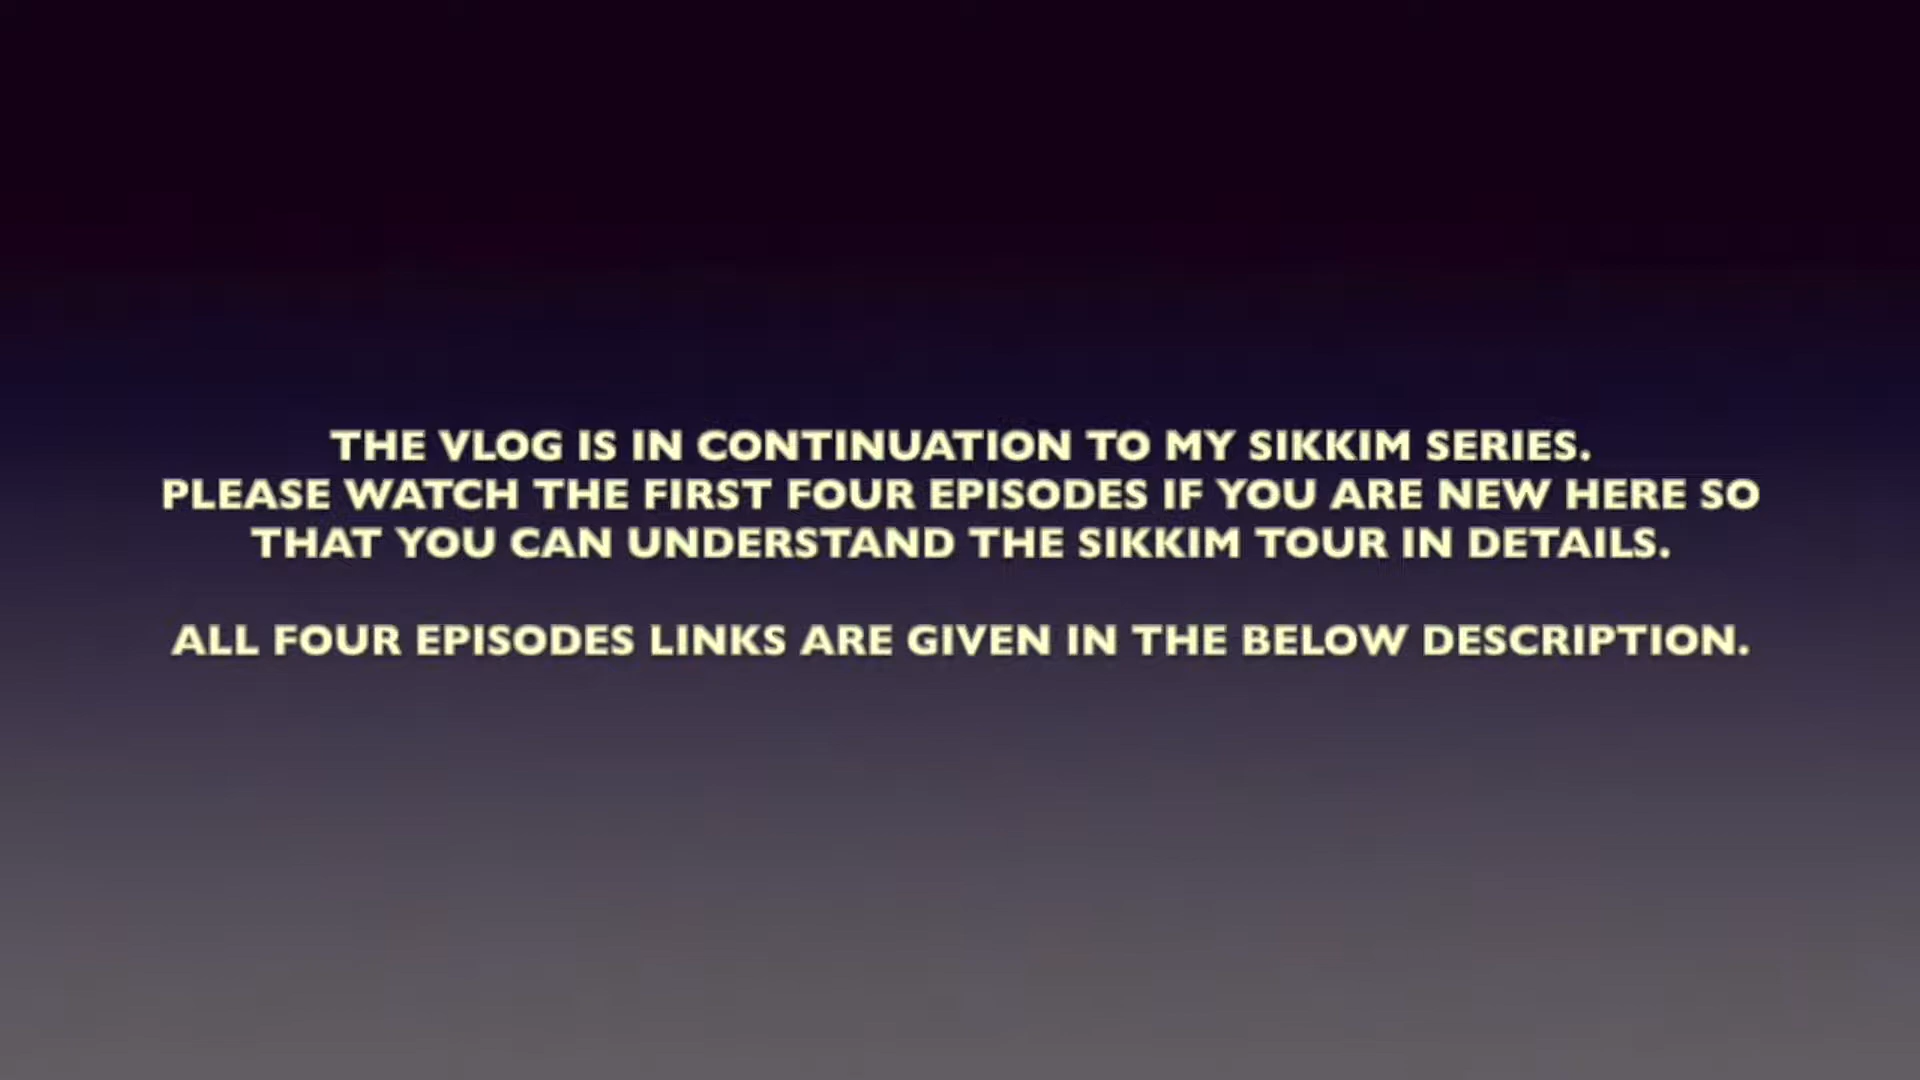 THE VLOG IS IN CONTINUATION TO MY SIKKIM SERIES.
PLEASE WATCH THE FIRST FOUR EPISODES IF YOU ARE NEW HERE SO
THAT YOU CAN UNDERSTAND THE SIKKIM TOUR IN DETAILS.
ALL FOUR EPISODES LINKS ARE GIVEN IN THE BELOW DESCRIPTION.